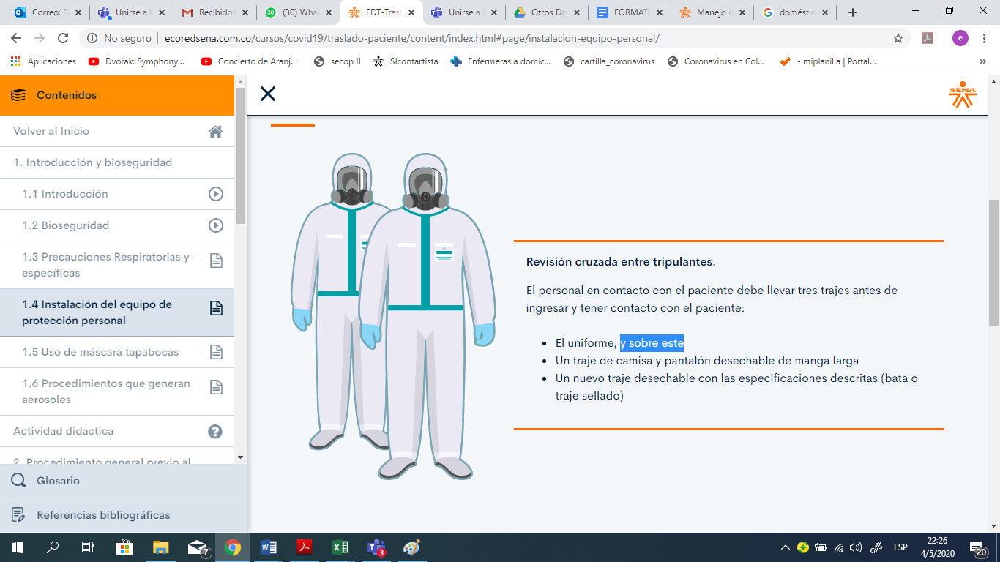 Correo: E
Unirse a l
Recibidos
(30) What
EDT-Trasl
Unirse a l
Otros Do
FORMAT
Manejo d
doméstic
No seguro
ecoredsena.com.co/cursos/covid19/traslado-paciente/content/index.html#page/instalacion-equipo-personal/
e
Aplicaciones
Dvořák: Symphony...
Concierto de Aranj...
secop II
SIcontartista
Enfermeras a domic...
cartilla_coronavirus
Coronavirus en Col...
- miplanilla | Portal...
Contenidos
SENA
Volver al Inicio
1. Introducción y bioseguridad
1.1 Introducción
1.2 Bioseguridad
1.3 Precauciones Respiratorias y
específicas
1.4 Instalación del equipo de
protección personal
1.5 Uso de máscara tapabocas
1.6 Procedimientos que generan
aerosoles
Actividad didáctica
2. Procedimiento general previo al
Glosario
Referencias bibliográficas
Revisión cruzada entre tripulantes.
El personal en contacto con el paciente debe llevar tres trajes antes de
ingresar y tener contacto con el paciente:
El uniforme, y sobre este
Un traje de camisa y pantalón desechable de manga larga
Un nuevo traje desechable con las especificaciones descritas (bata o
traje sellado)
7
3
ESP
22:26
4/5/2020
20